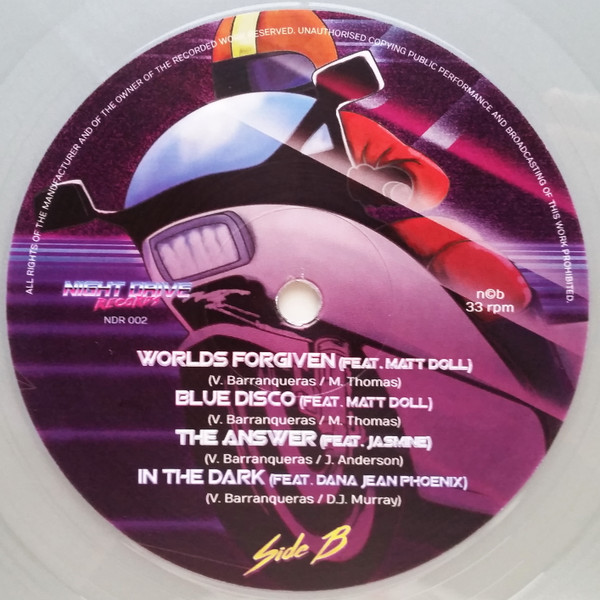 ALL RIGHTS OF THE MANUFACTURER AND OF THE OWNER OF THE RECORDED WORK RESERVED. UNAUTHORISED COPYING PUBLIC PERFORMANCE AND BROADCASTING OF THIS WORK PROHIBITED.
NIGHT DRIVE
RECORDS
NDR 002
n©b
33 rpm
WORLDS FORGIVEN (FEAT. MATT DOLL)
(V. Barranqueras / M. Thomas)
BLUE DISCO (FEAT. MATT DOLL)
(V. Barranqueras / M. Thomas)
THE ANSWER (FEAT. JASMINE)
(V. Barranqueras / J. Anderson)
IN THE DARK (FEAT. DANA JEAN PHOENIX)
(V. Barranqueras / D.J. Murray)
Side B